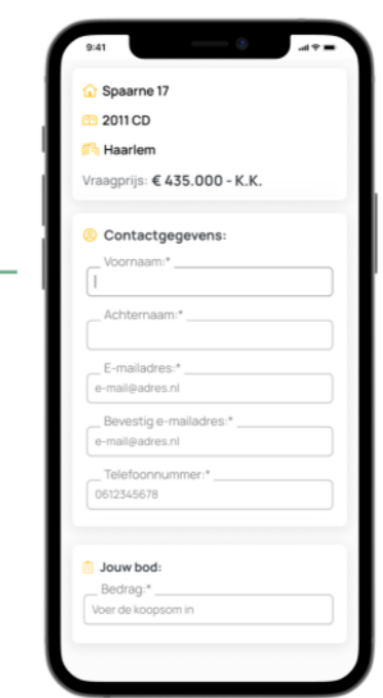 9:41
Spaarne 17
2011 CD
Haarlem
Vraagprijs: € 435.000 - K.K.
Contactgegevens:
Voornaam:*
Achternaam:*
E-mailadres:*
e-mail@adres.nl
Bevestig e-mailadres:*
e-mail@adres.nl
Telefoonnummer:*
0612345678
Jouw bod:
Bedrag:*
Voer de koopsom in